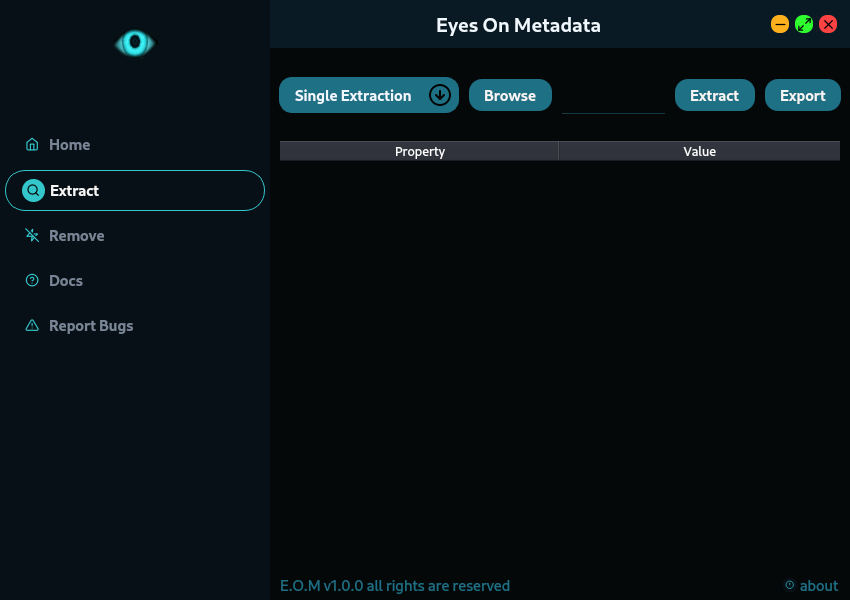 Eyes On Metadata
Home
Extract
Remove
Docs
Report Bugs
Single Extraction Browse Extract Export
Property Value
E.O.M v1.0.0 all rights are reserved about